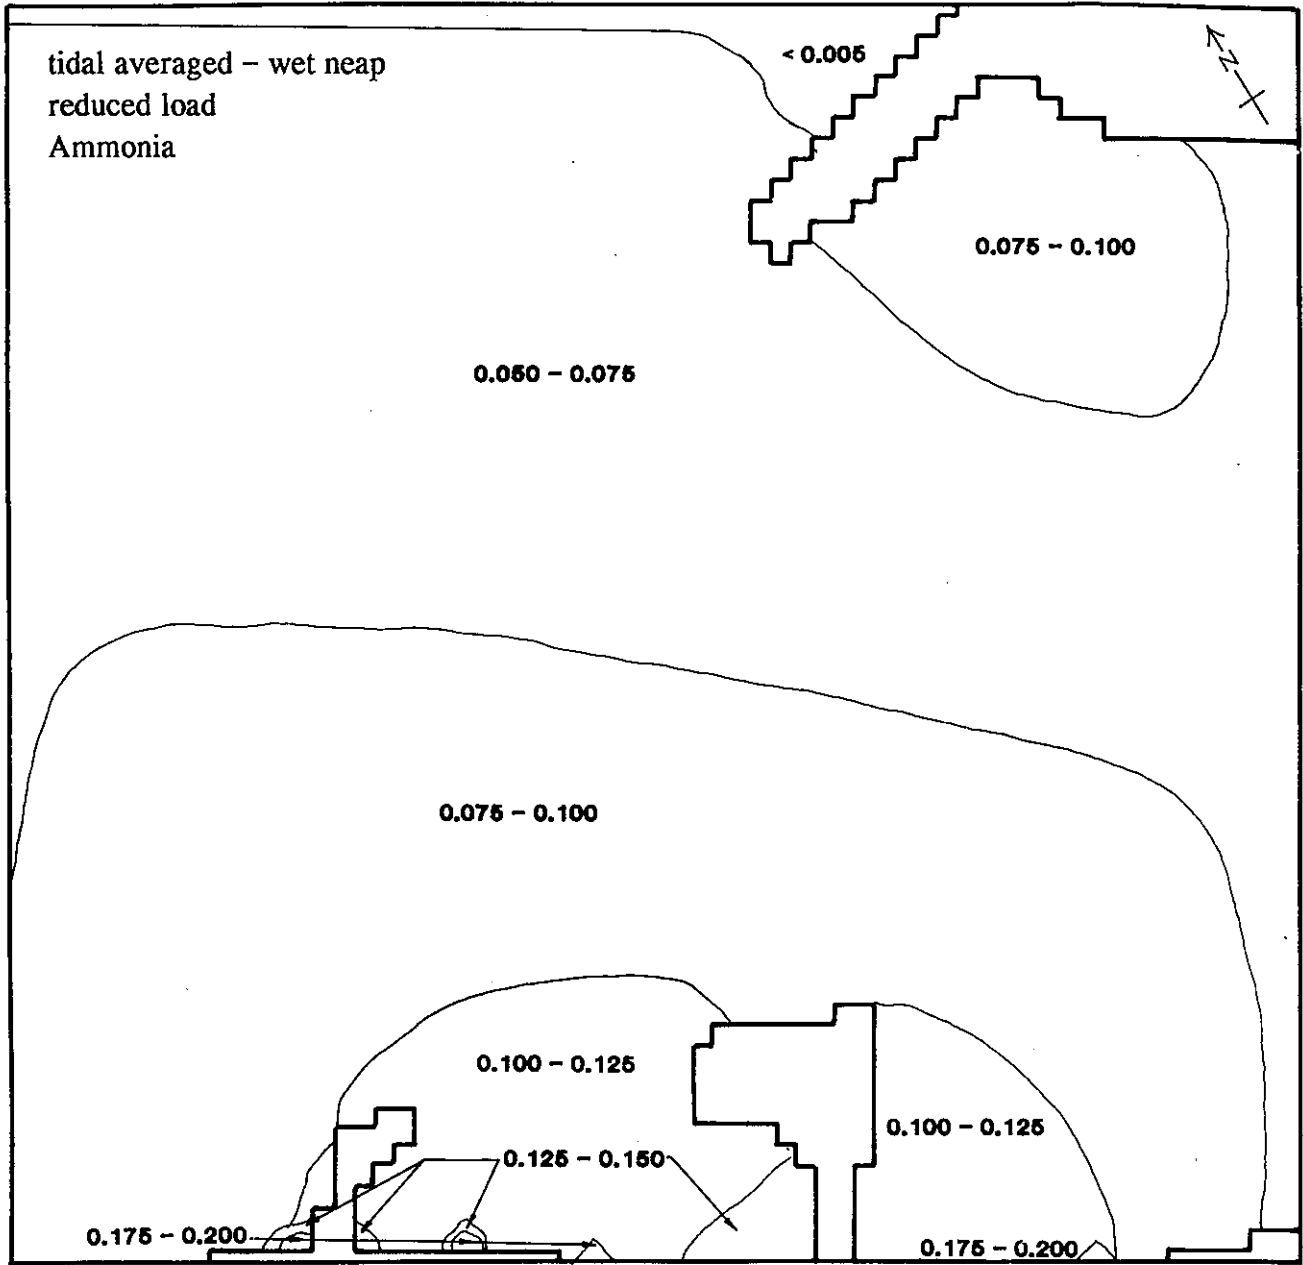 tidal averaged – wet neap
reduced load
Ammonia
< 0.005
N
0.075 – 0.100
0.050 – 0.075
0.075 – 0.100
0.100 – 0.125
0.100 – 0.125
0.125 – 0.150
0.175 – 0.200
0.175 – 0.200